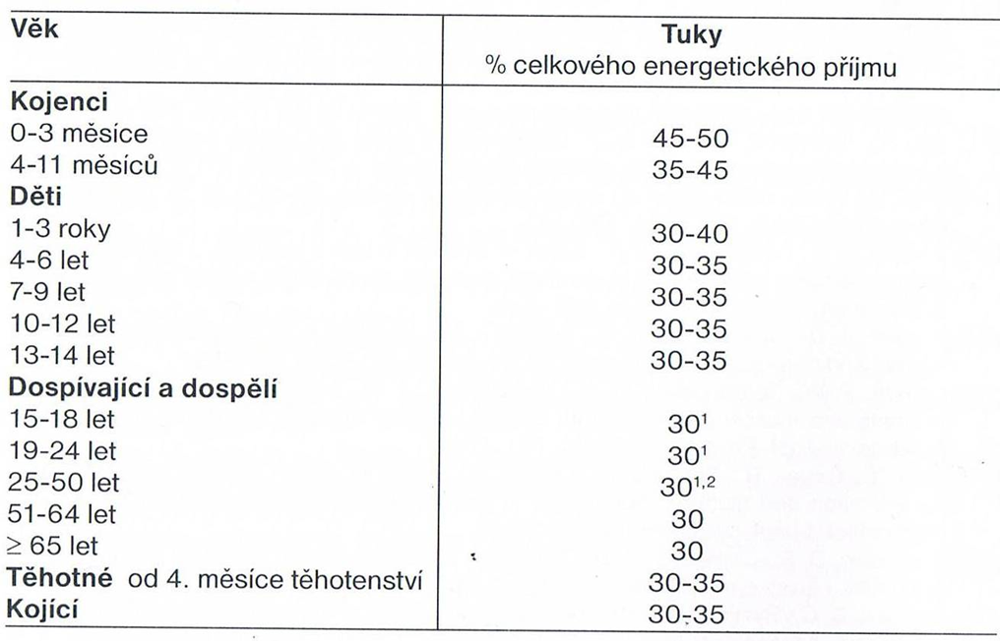 Věk Tuky
% celkového energetického příjmu
Kojenci
0-3 měsíce 45-50
4-11 měsíců 35-45
Děti
1-3 roky 30-40
4-6 let 30-35
7-9 let 30-35
10-12 let 30-35
13-14 let 30-35
Dospívající a dospělí
15-18 let 30¹
19-24 let 30¹
25-50 let 30¹,²
51-64 let 30
≥ 65 let 30
Těhotné od 4. měsíce těhotenství 30-35
Kojící 30-35